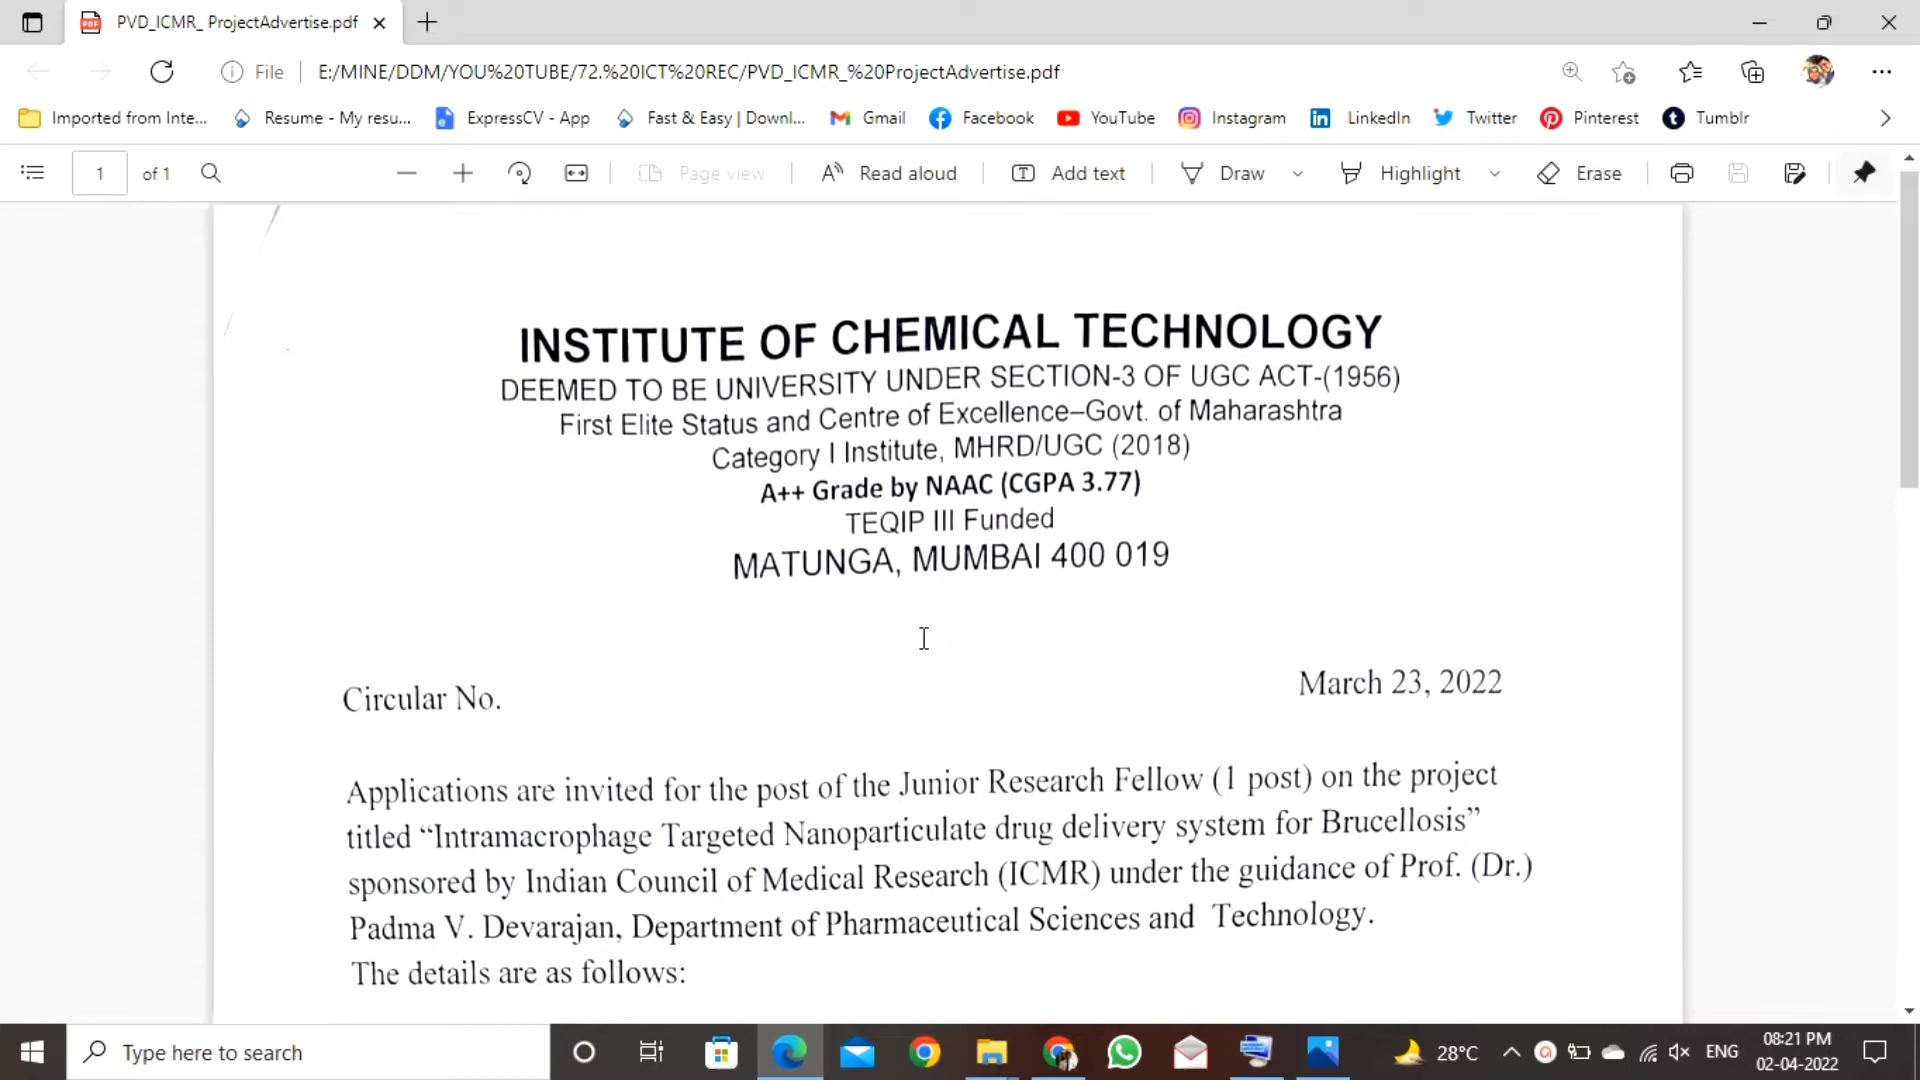 PVD_ICMR_ ProjectAdvertise.pdf
File
E:/MINE/DDM/YOU%20TUBE/72.%20ICT%20REC/PVD_ICMR_%20ProjectAdvertise.pdf
Imported from Inte... Resume - My resu... ExpressCV - App Fast & Easy | Downl... Gmail Facebook YouTube Instagram LinkedIn Twitter Pinterest Tumblr
1 of 1 Page view Read aloud Add text Draw Highlight Erase
INSTITUTE OF CHEMICAL TECHNOLOGY
DEEMED TO BE UNIVERSITY UNDER SECTION-3 OF UGC ACT-(1956)
First Elite Status and Centre of Excellence–Govt. of Maharashtra
Category I Institute, MHRD/UGC (2018)
A++ Grade by NAAC (CGPA 3.77)
TEQIP III Funded
MATUNGA, MUMBAI 400 019
Circular No. March 23, 2022
Applications are invited for the post of the Junior Research Fellow (1 post) on the project
titled “Intramacrophage Targeted Nanoparticulate drug delivery system for Brucellosis”
sponsored by Indian Council of Medical Research (ICMR) under the guidance of Prof. (Dr.)
Padma V. Devarajan, Department of Pharmaceutical Sciences and Technology.
The details are as follows:
Type here to search
28°C
ENG
08:21 PM
02-04-2022